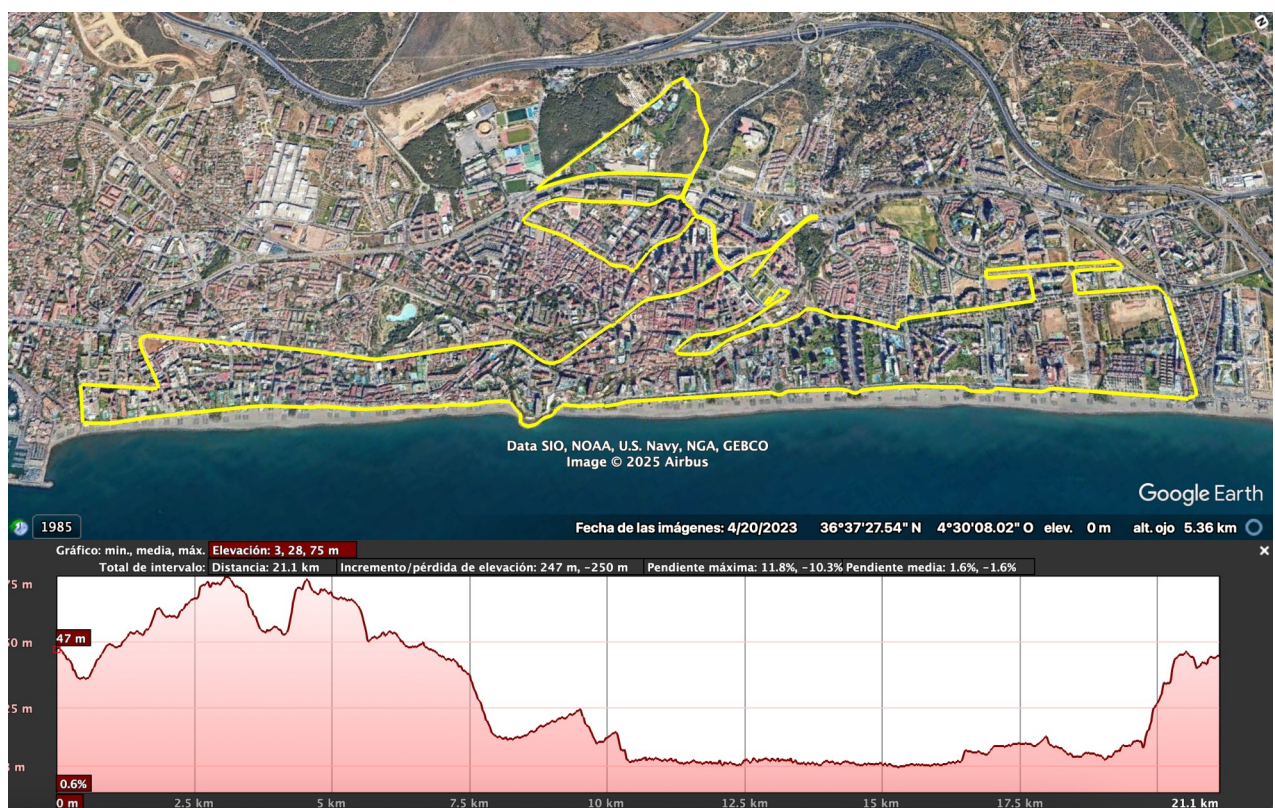 N
Data SIO, NOAA, U.S. Navy, NGA, GEBCO
Image © 2025 Airbus
Google Earth
1985
Fecha de las imágenes: 4/20/2023 36°37'27.54" N 4°30'08.02" O elev. 0 m alt. ojo 5.36 km
Gráfico: min., media, máx. Elevación: 3, 28, 75 m
Total de intervalo: Distancia: 21.1 km Incremento/pérdida de elevación: 247 m, -250 m Pendiente máxima: 11.8%, -10.3% Pendiente media: 1.6%, -1.6%
75 m
47 m
50 m
25 m
m
0.6%
0 m 2.5 km 5 km 7.5 km 10 km 12.5 km 15 km 17.5 km 21.1 km